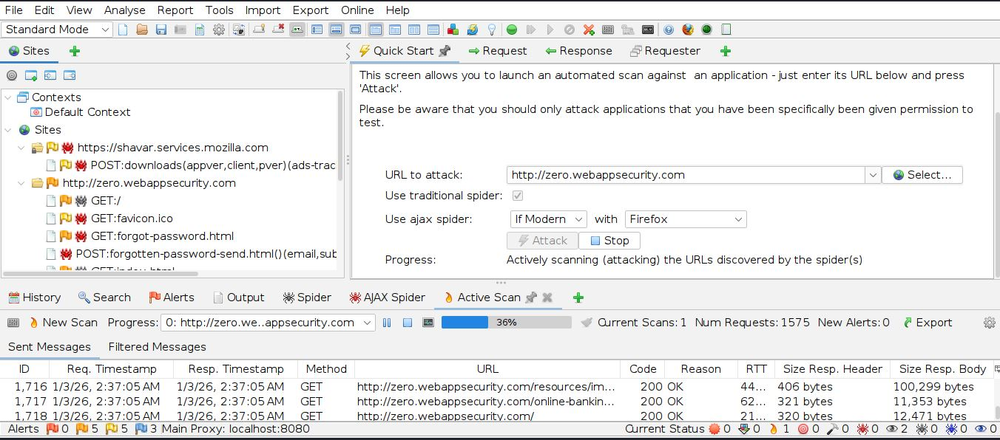 File Edit View Analyse Report Tools Import Export Online Help
Standard Mode
Sites
Quick Start Request Response Requester
This screen allows you to launch an automated scan against an application - just enter its URL below and press
'Attack'.
Please be aware that you should only attack applications that you have been specifically been given permission to
test.
Contexts
Default Context
Sites
https://shavar.services.mozilla.com
POST:downloads(appver,client,pver)(ads-trac
http://zero.webappsecurity.com
GET:/
GET:favicon.ico
GET:forgot-password.html
POST:forgotten-password-send.html()(email,sub
GET:index.html
URL to attack: http://zero.webappsecurity.com Select...
Use traditional spider:
Use ajax spider: If Modern with Firefox
Attack Stop
Progress: Actively scanning (attacking) the URLs discovered by the spider(s)
History Search Alerts Output Spider AJAX Spider Active Scan
New Scan Progress: 0: http://zero.we..appsecurity.com 36% Current Scans: 1 Num Requests: 1575 New Alerts: 0 Export
Sent Messages Filtered Messages
ID Req. Timestamp Resp. Timestamp Method URL Code Reason RTT Size Resp. Header Size Resp. Body
1,716 1/3/26, 2:37:05 AM 1/3/26, 2:37:05 AM GET http://zero.webappsecurity.com/resources/im... 200 OK 44... 406 bytes 100,299 bytes
1,717 1/3/26, 2:37:05 AM 1/3/26, 2:37:05 AM GET http://zero.webappsecurity.com/online-bankin... 200 OK 62... 321 bytes 11,353 bytes
1,718 1/3/26, 2:37:05 AM 1/3/26, 2:37:05 AM GET http://zero.webappsecurity.com/ 200 OK 21... 320 bytes 12,471 bytes
Alerts 0 5 5 3 Main Proxy: localhost:8080 Current Status 0 0 1 0 0 0 2 0 0 0